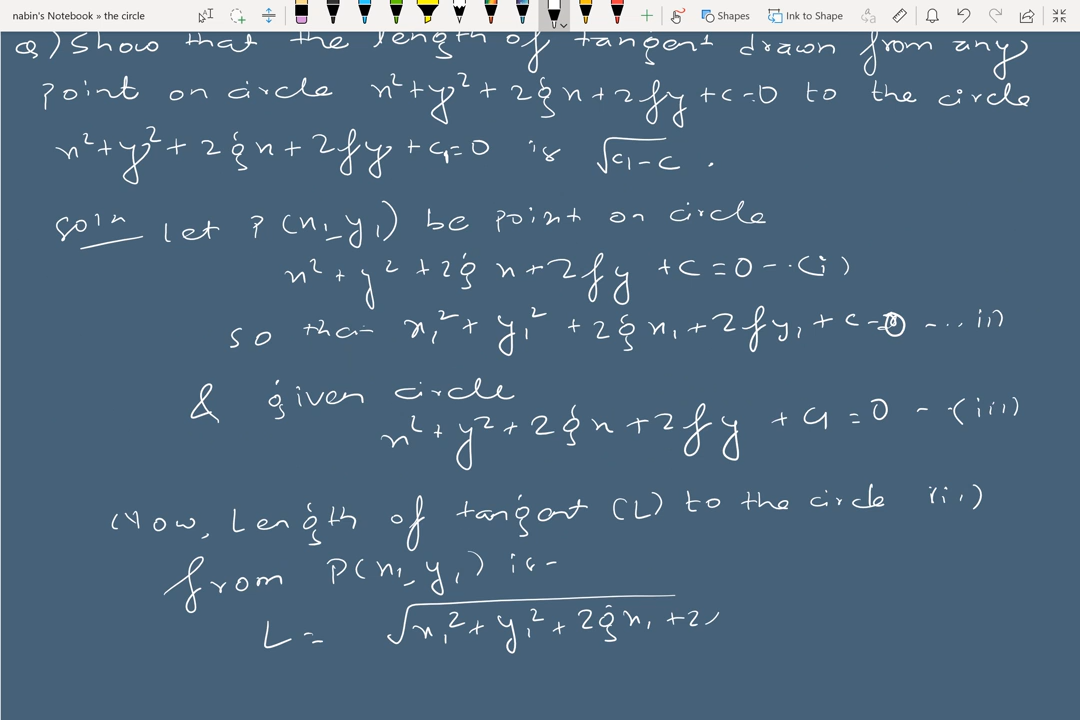 nabin's Notebook » the circle
Shapes Ink to Shape
Q) Show that the length of tangent drawn from any
point on circle x²+y²+2gx+2fy+c=0 to the circle
x²+y²+2gx+2fy+c₁=0 is √c₁-c .
Soln Let P(x₁, y₁) be point on circle
x²+y²+2gx+2fy+c=0 --(i)
so that x₁²+y₁²+2gx₁+2fy₁+c=0 -...ii)
& given circle
x²+y²+2gx+2fy+c₁=0 --(iii)
Now, Length of tangent (L) to the circle (ii)
from P(x₁, y₁) is-
L = √x₁²+y₁²+2gx₁+2